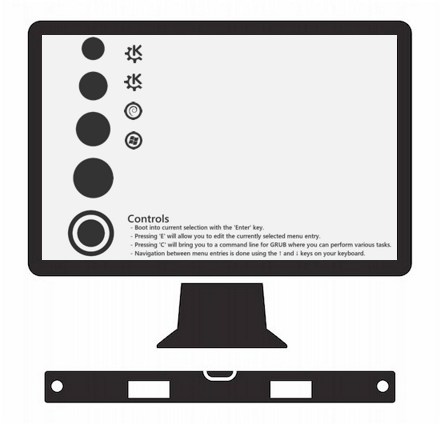 Controls
- Boot into current selection with the 'Enter' key.
- Pressing 'E' will allow you to edit the currently selected menu entry.
- Pressing 'C' will bring you to a command line for GRUB where you can perform various tasks.
- Navigation between menu entries is done using the ↑ and ↓ keys on your keyboard.